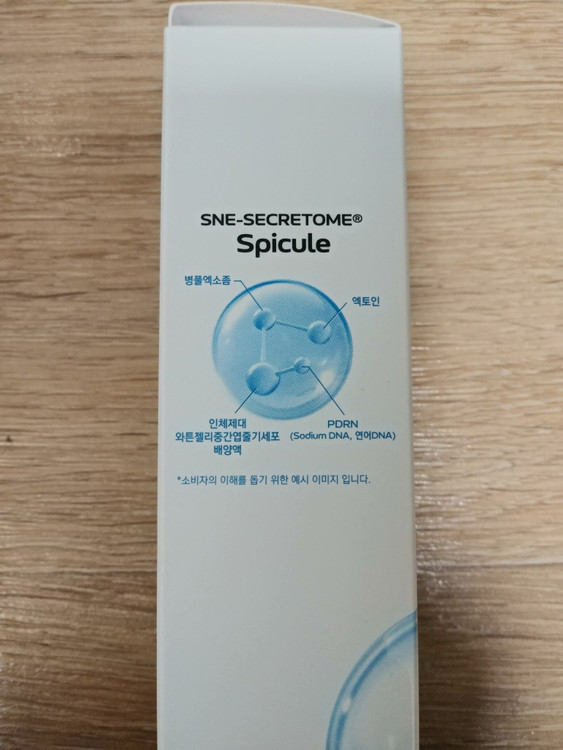 SNE-SECRETOME®
Spicule
병풀엑소좀
엑토인
인체제대
와튼젤리중간엽줄기세포
배양액
PDRN
(Sodium DNA, 연어DNA)
*소비자의 이해를 돕기 위한 예시 이미지 입니다.